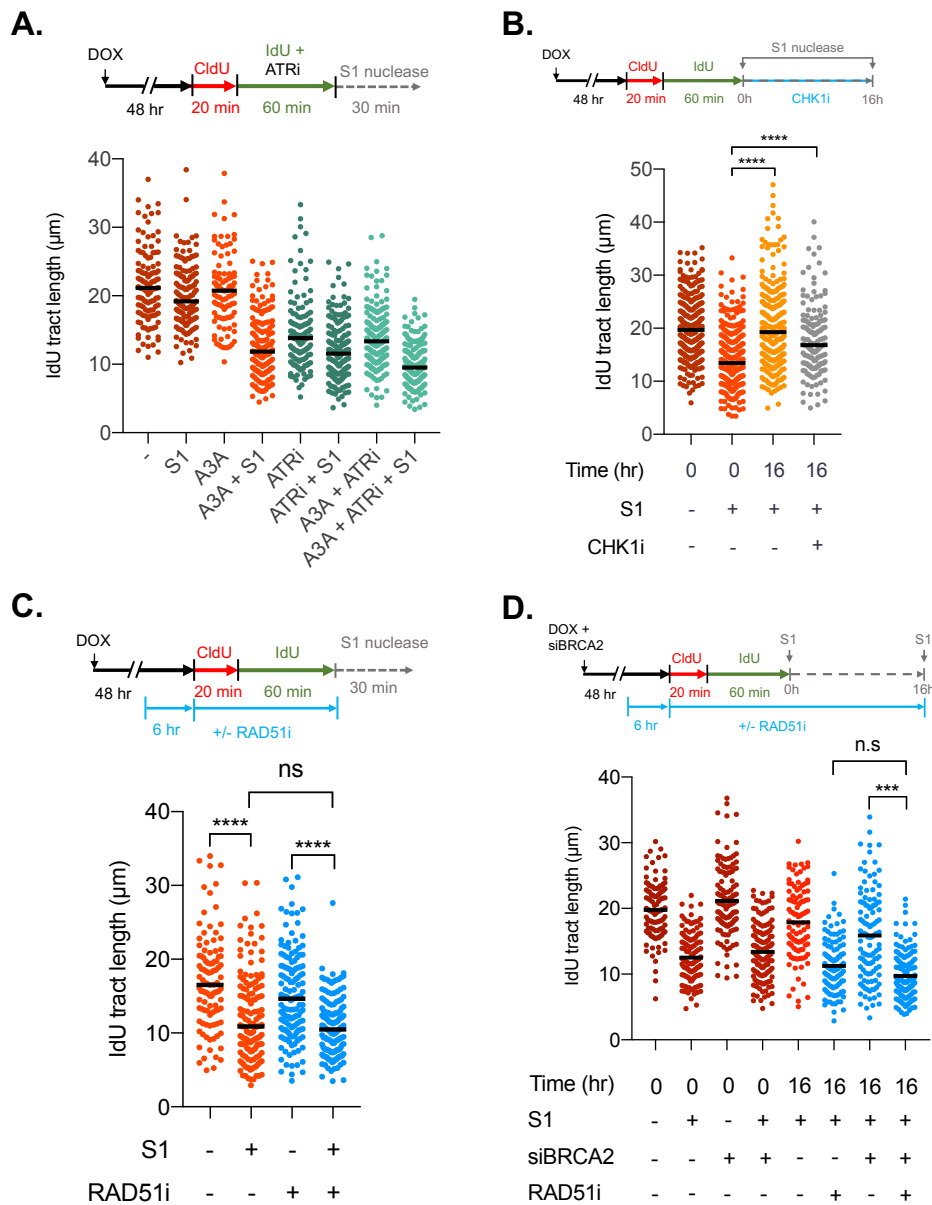 A.
DOX
48 hr
CldU
20 min
IdU +
ATRi
60 min
S1 nuclease
30 min
IdU tract length (µm)
40
30
20
10
0
-
S1
A3A
A3A + S1
ATRi
ATRi + S1
A3A + ATRi
A3A + ATRi + S1
B.
S1 nuclease
DOX
CldU
IdU
48 hr
20 min
60 min
0h
CHK1i
16h
****
****
IdU tract length (µm)
50
40
30
20
10
0
Time (hr) 0 0 16 16
S1 - + + +
CHK1i - - - +
C.
DOX
CldU
IdU
S1 nuclease
48 hr
20 min
60 min
30 min
6 hr
+/- RAD51i
ns
****
****
IdU tract length (µm)
40
30
20
10
0
S1 - + - +
RAD51i - - + +
D.
DOX +
siBRCA2
CldU
IdU
S1
S1
48 hr
20 min
60 min
0h
16h
6 hr
+/- RAD51i
n.s
***
IdU tract length (µm)
40
30
20
10
0
Time (hr) 0 0 0 0 16 16 16 16
S1 - + - + + + + +
siBRCA2 - - + + - - + +
RAD51i - - - - - + - +